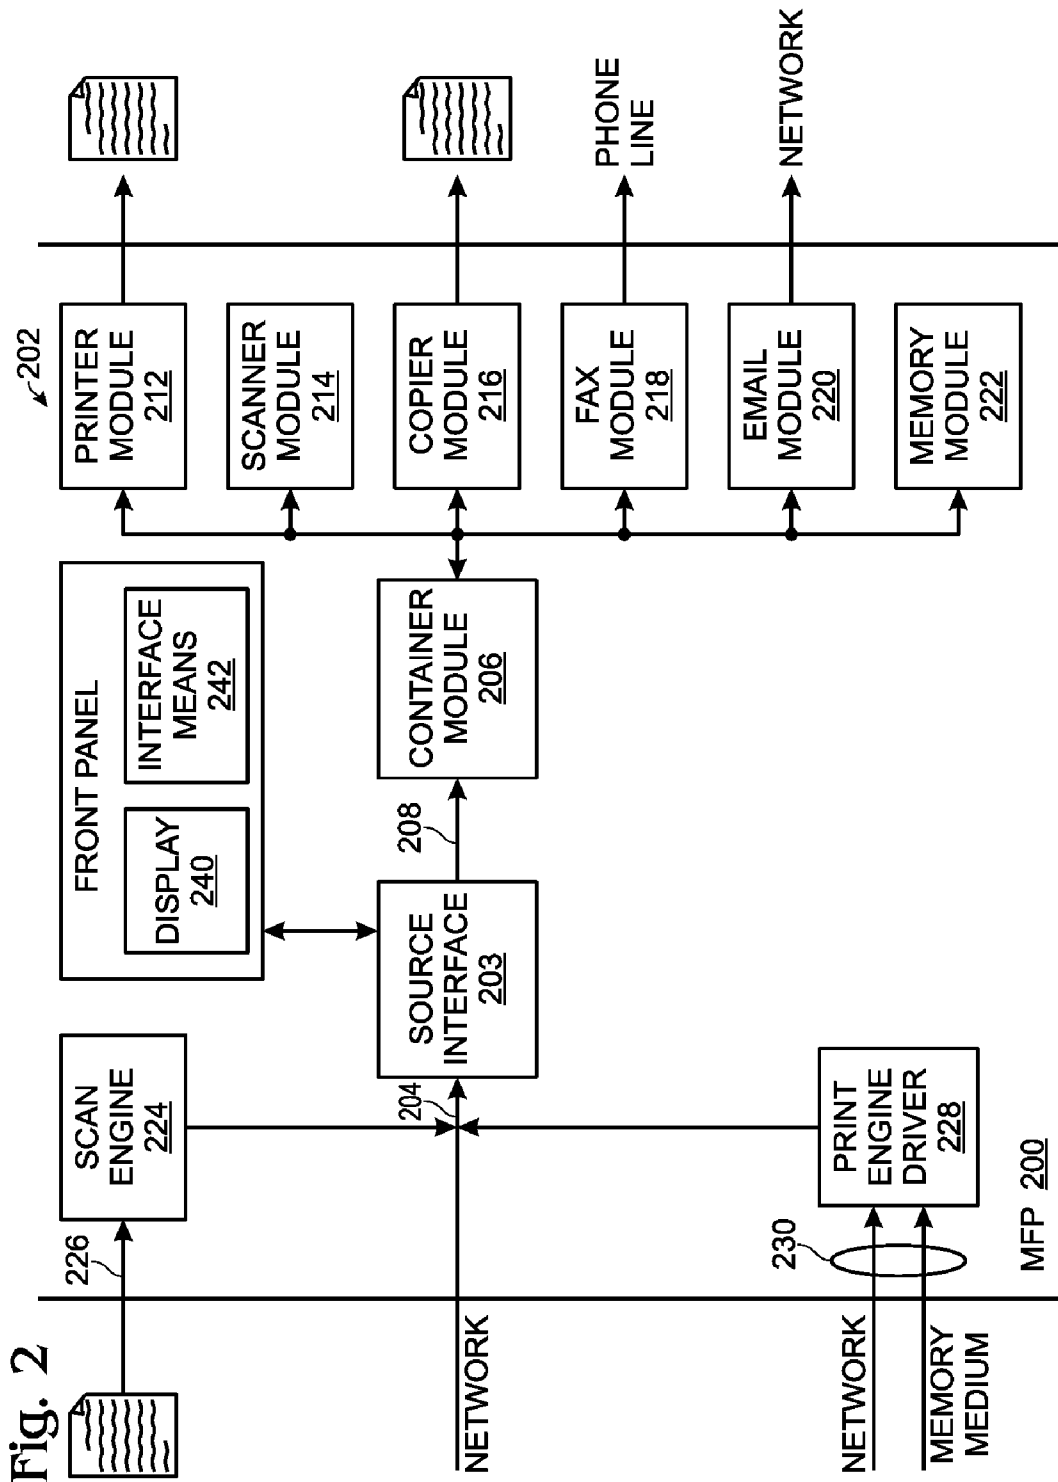 Fig. 2
226
SCAN
ENGINE
224
FRONT PANEL
DISPLAY
240
INTERFACE
MEANS
242
202
PRINTER
MODULE
212
SCANNER
MODULE
214
NETWORK
204
SOURCE
INTERFACE
203
208
CONTAINER
MODULE
206
COPIER
MODULE
216
FAX
MODULE
218
PHONE
LINE
EMAIL
MODULE
220
NETWORK
MEMORY
MODULE
222
NETWORK
MEMORY
MEDIUM
230
PRINT
ENGINE
DRIVER
228
MFP 200